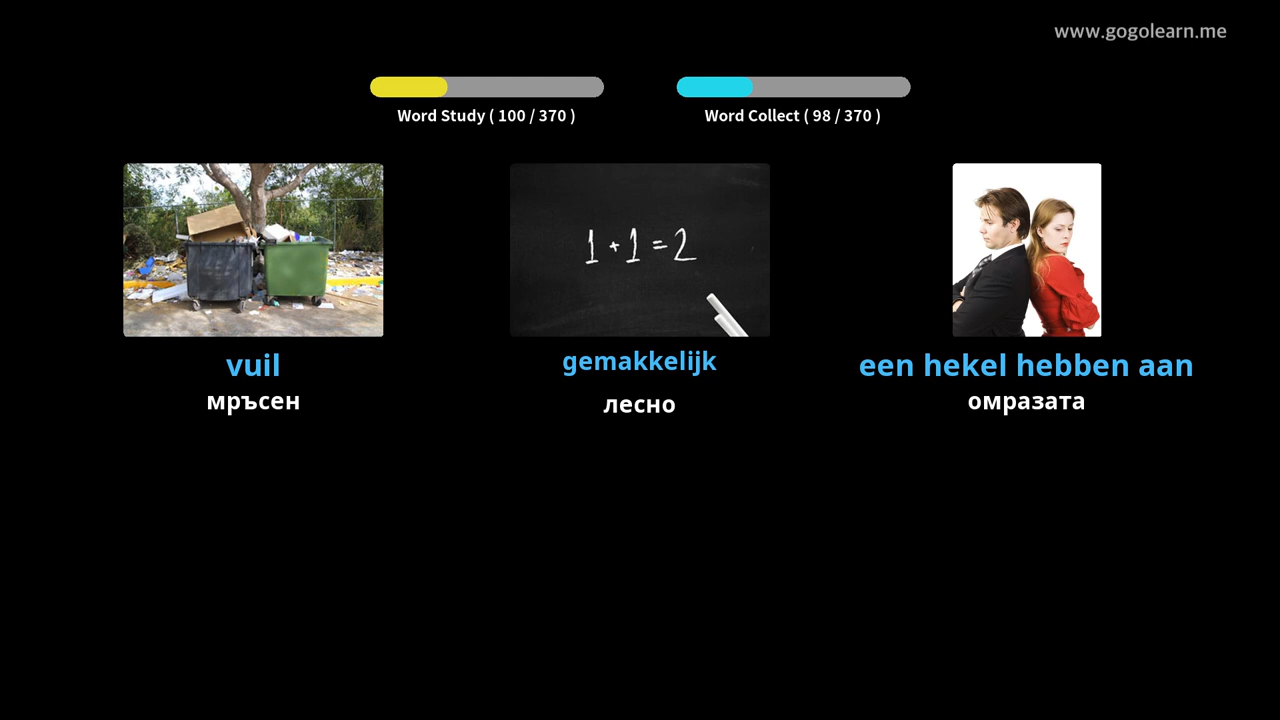 www.gogolearn.me
Word Study ( 100 / 370 )
Word Collect ( 98 / 370 )
1+1=2
vuil
gemakkelijk
een hekel hebben aan
мръсен
лесно
омразата